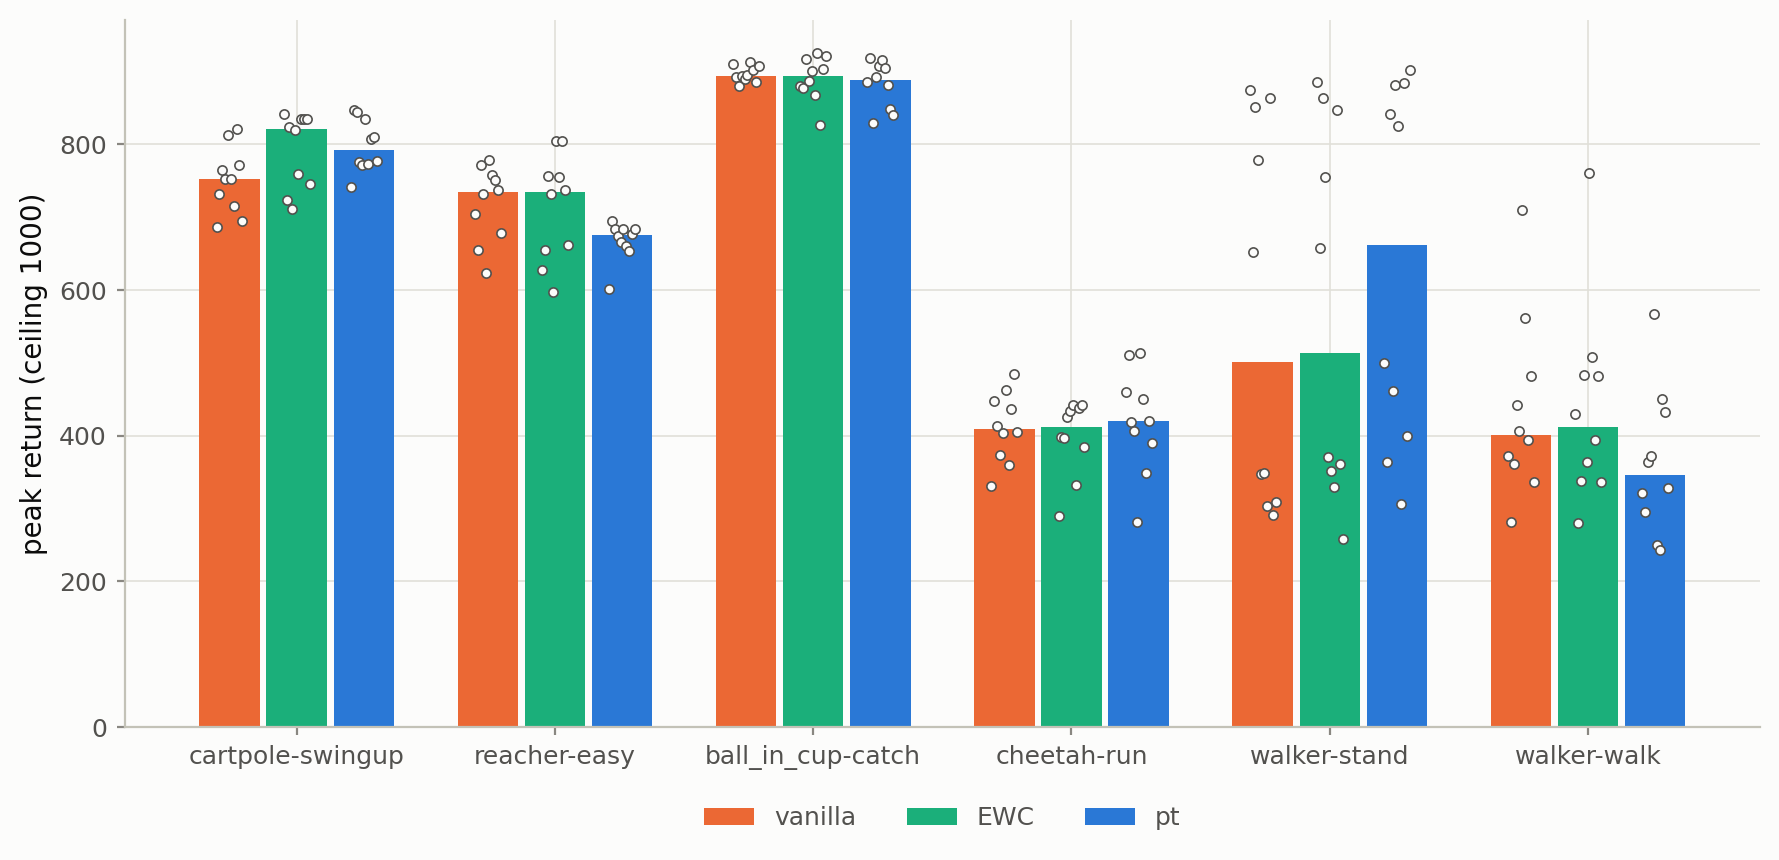 peak return (ceiling 1000)
800
600
400
200
0
cartpole-swingup reacher-easy ball_in_cup-catch cheetah-run walker-stand walker-walk
vanilla EWC pt